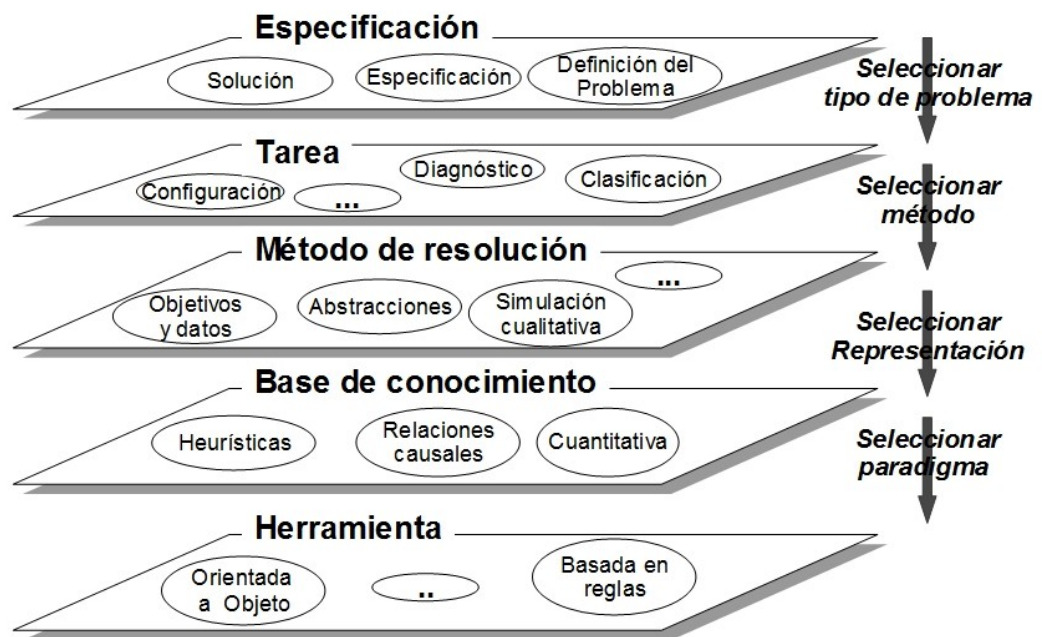 Especificación
Solución
Especificación
Definición del
Problema
Seleccionar
tipo de problema
Tarea
Configuración
...
Diagnóstico
Clasificación
Seleccionar
método
Método de resolución
Objetivos
y datos
Abstracciones
Simulación
cualitativa
...
Seleccionar
Representación
Base de conocimiento
Heurísticas
Relaciones
causales
Cuantitativa
Seleccionar
paradigma
Herramienta
Orientada
a Objeto
..
Basada en
reglas